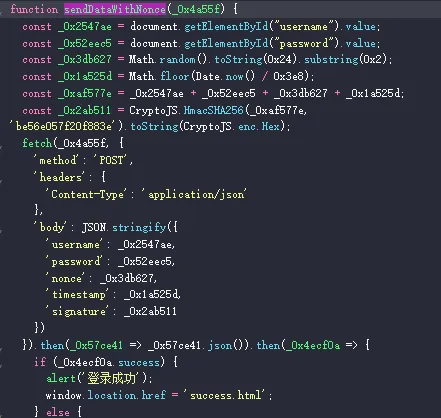 function sendDataWithNonce(_0x4a55f) {
const _0x2547ae = document.getElementById("username").value;
const _0x52eec5 = document.getElementById("password").value;
const _0x3db627 = Math.random().toString(0x24).substring(0x2);
const _0x1a525d = Math.floor(Date.now() / 0x3e8);
const _0xaf577e = _0x2547ae + _0x52eec5 + _0x3db627 + _0x1a525d;
const _0x2ab511 = CryptoJS.HmacSHA256(_0xaf577e,
'be56e057f20f883e').toString(CryptoJS.enc.Hex);
fetch(_0x4a55f, {
'method': 'POST',
'headers': {
'Content-Type': 'application/json'
},
'body': JSON.stringify({
'username': _0x2547ae,
'password': _0x52eec5,
'nonce': _0x3db627,
'timestamp': _0x1a525d,
'signature': _0x2ab511
})
}).then(_0x57ce41 => _0x57ce41.json()).then(_0x4ecf0a => {
if (_0x4ecf0a.success) {
alert('登录成功');
window.location.href = 'success.html';
} else {